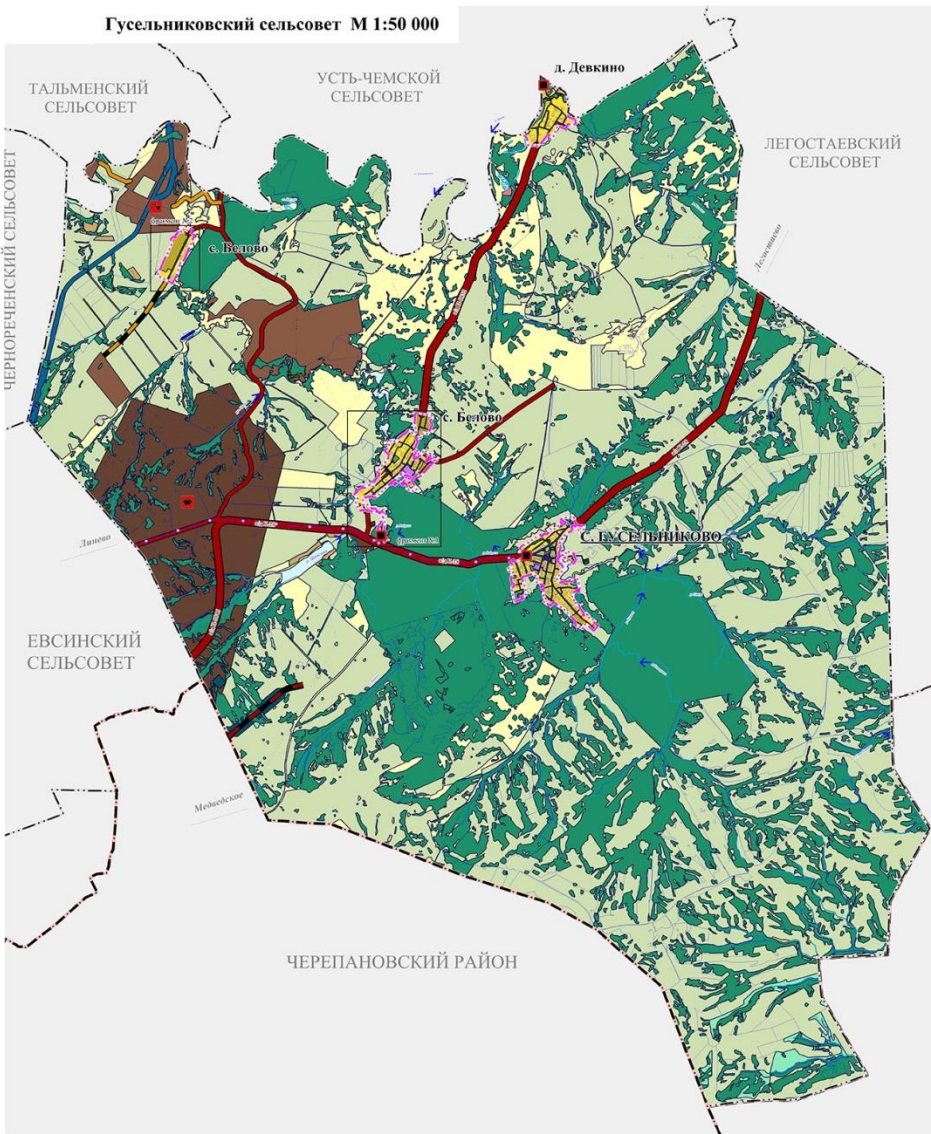 Гусельниковский сельсовет М 1:50 000
д. Девкино
УСТЬ-ЧЕМСКОЙ
СЕЛЬСОВЕТ
ТАЛЬМЕНСКИЙ
СЕЛЬСОВЕТ
ЛЕГОСТАЕВСКИЙ
СЕЛЬСОВЕТ
ЧЕРНОРЕЧЕНСКИЙ СЕЛЬСОВЕТ
с. Белово
Легостаево
с. Белово
С. ГУСЕЛЬНИКОВО
Линево
ЕВСИНСКИЙ
СЕЛЬСОВЕТ
Медведское
ЧЕРЕПАНОВСКИЙ РАЙОН